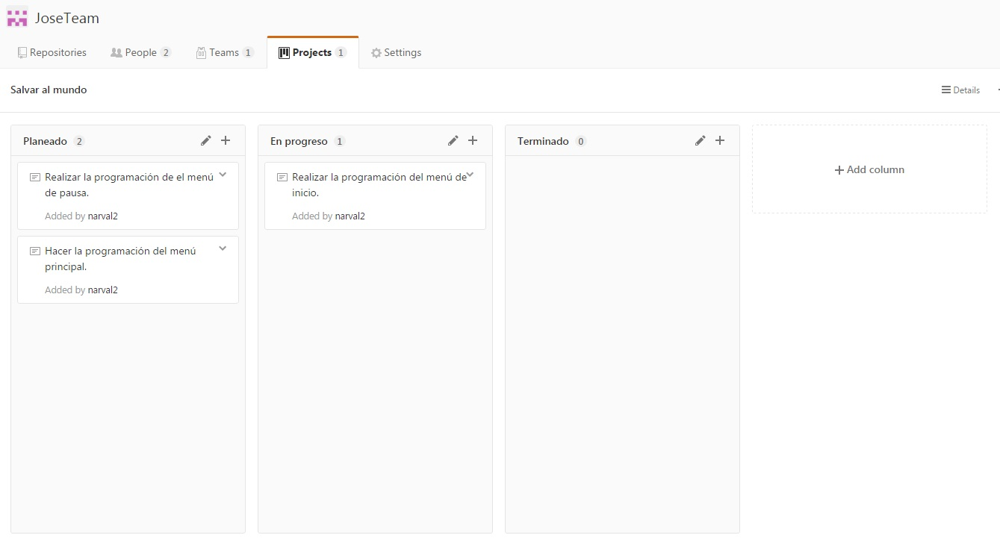 JoseTeam
Repositories People 2 Teams 1 Projects 1 Settings
Salvar al mundo
Details
Planeado 2
Realizar la programación de el menú
de pausa.
Added by narval2
Hacer la programación del menú
principal.
Added by narval2
En progreso 1
Realizar la programación del menú de
inicio.
Added by narval2
Terminado 0
Add column